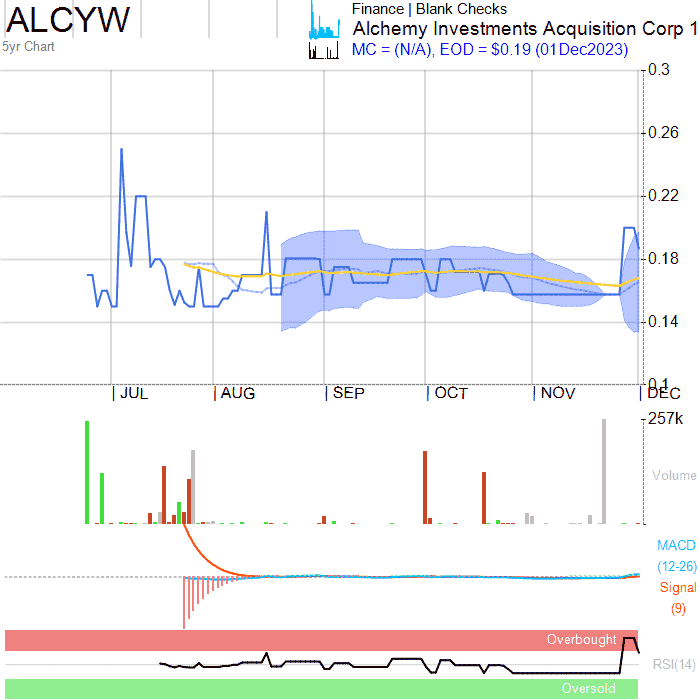 ALCYW
5yr Chart
Finance | Blank Checks
Alchemy Investments Acquisition Corp 1
MC = (N/A), EOD = $0.19 (01Dec2023)
0.3
0.26
0.22
0.18
0.14
0.1
JUL AUG SEP OCT NOV DEC
257k
Volume
MACD
(12-26)
Signal
(9)
Overbought
RSI(14)
Oversold